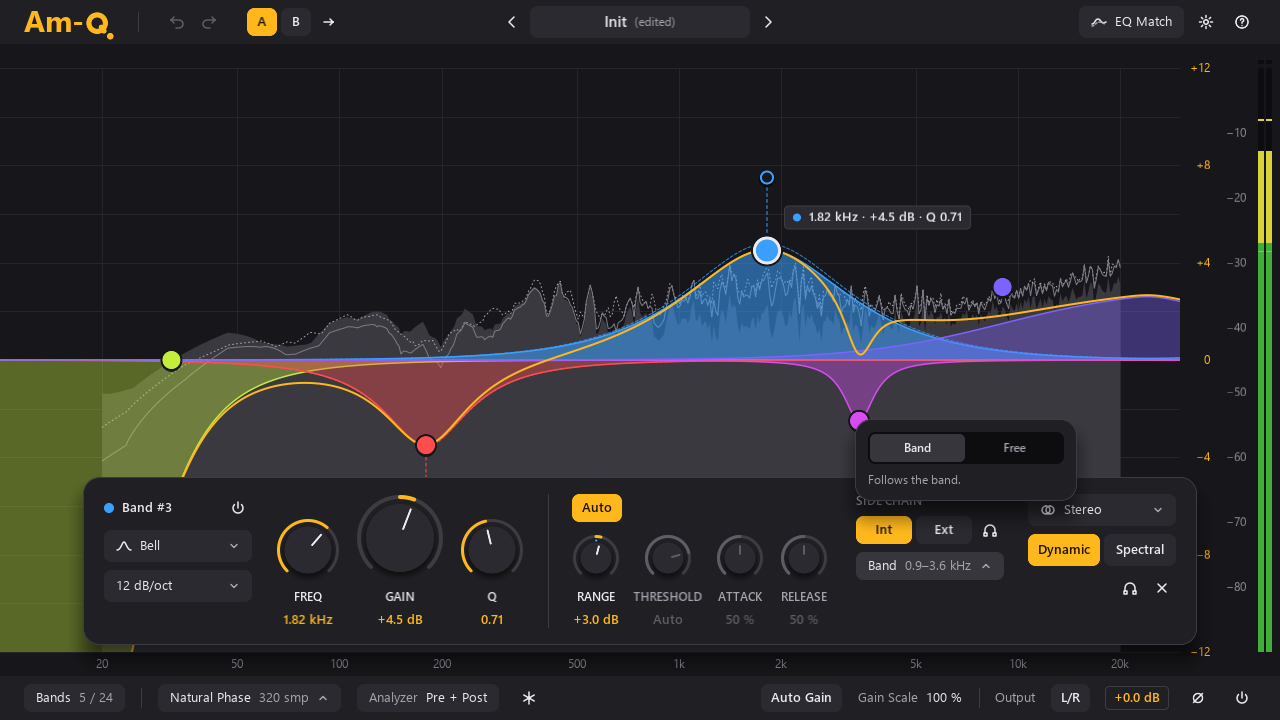 Am-Q
A
B
Init (edited)
EQ Match
+12
+8
+4
0
−4
−8
−12
−10
−20
−30
−40
−50
−60
−70
−80
1.82 kHz · +4.5 dB · Q 0.71
Band
Free
Follows the band.
Band #3
Bell
12 dB/oct
FREQ
1.82 kHz
GAIN
+4.5 dB
Q
0.71
Auto
RANGE
+3.0 dB
THRESHOLD
Auto
ATTACK
50 %
RELEASE
50 %
SIDE CHAIN
Int
Ext
Band 0.9–3.6 kHz
Stereo
Dynamic
Spectral
20
50
100
200
500
1k
2k
5k
10k
20k
Bands 5 / 24
Natural Phase 320 smp
Analyzer Pre + Post
Auto Gain
Gain Scale 100 %
Output
L/R
+0.0 dB